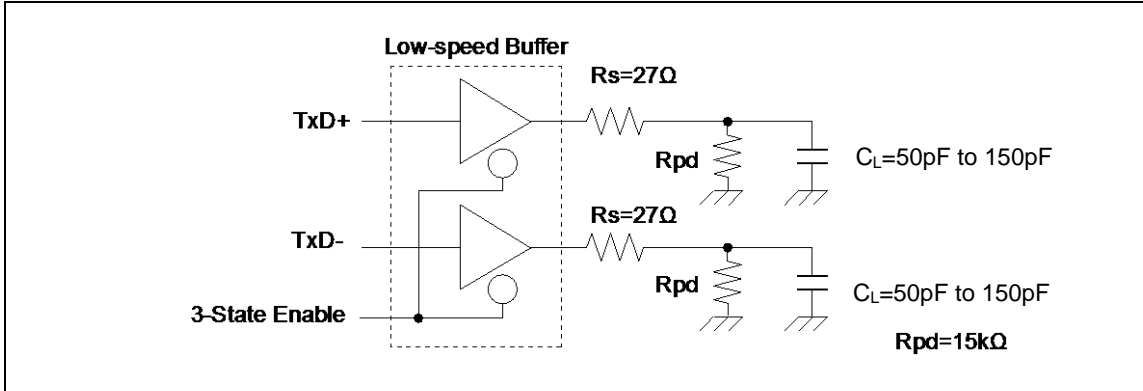 Low-speed Buffer
Rs=27Ω
TxD+
Rpd
CL=50pF to 150pF
Rs=27Ω
TxD-
Rpd
CL=50pF to 150pF
3-State Enable
Rpd=15kΩ